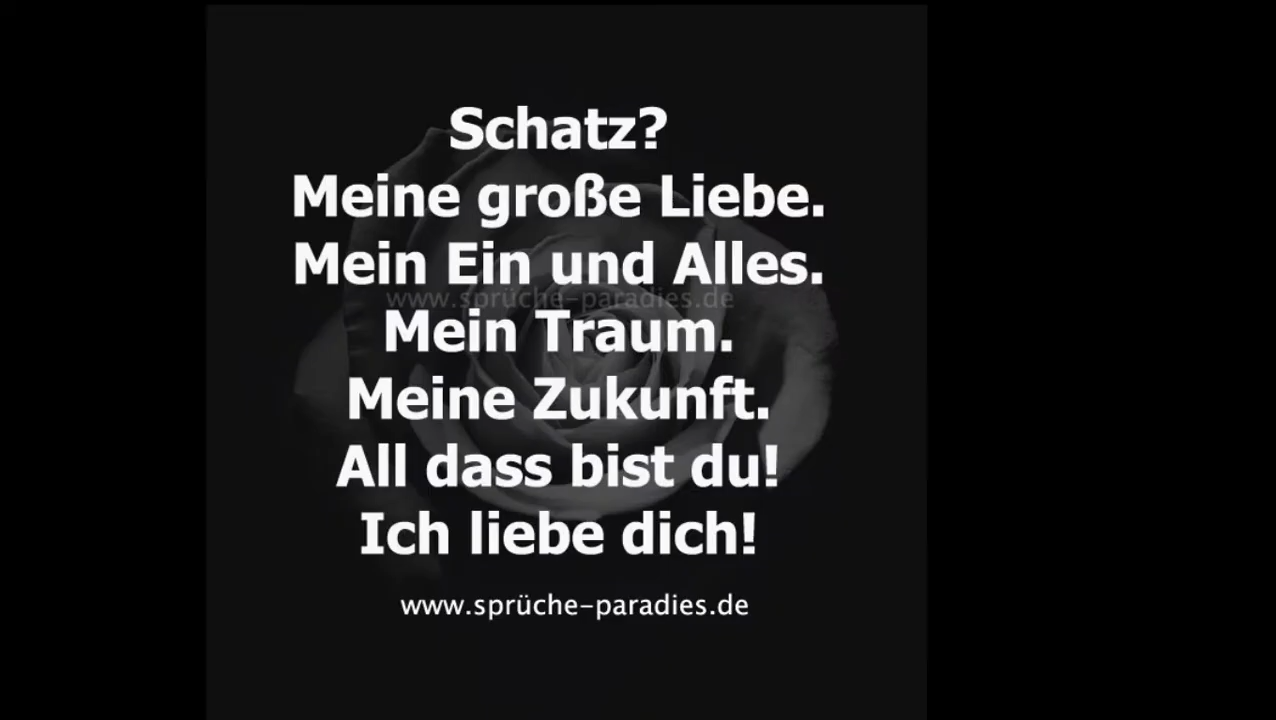 Schatz?
Meine große Liebe.
Mein Ein und Alles.
www.sprüche-paradies.de
Mein Traum.
Meine Zukunft.
All dass bist du!
Ich liebe dich!
www.sprüche-paradies.de